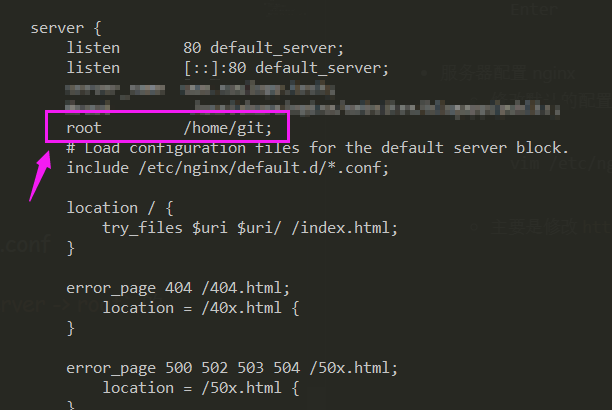 Enter
server {
listen 80 default_server;
listen [::]:80 default_server;
root /home/git;
# Load configuration files for the default server block.
include /etc/nginx/default.d/*.conf;
location / {
try_files $uri $uri/ /index.html;
}
error_page 404 /404.html;
location = /40x.html {
}
error_page 500 502 503 504 /50x.html;
location = /50x.html {
}